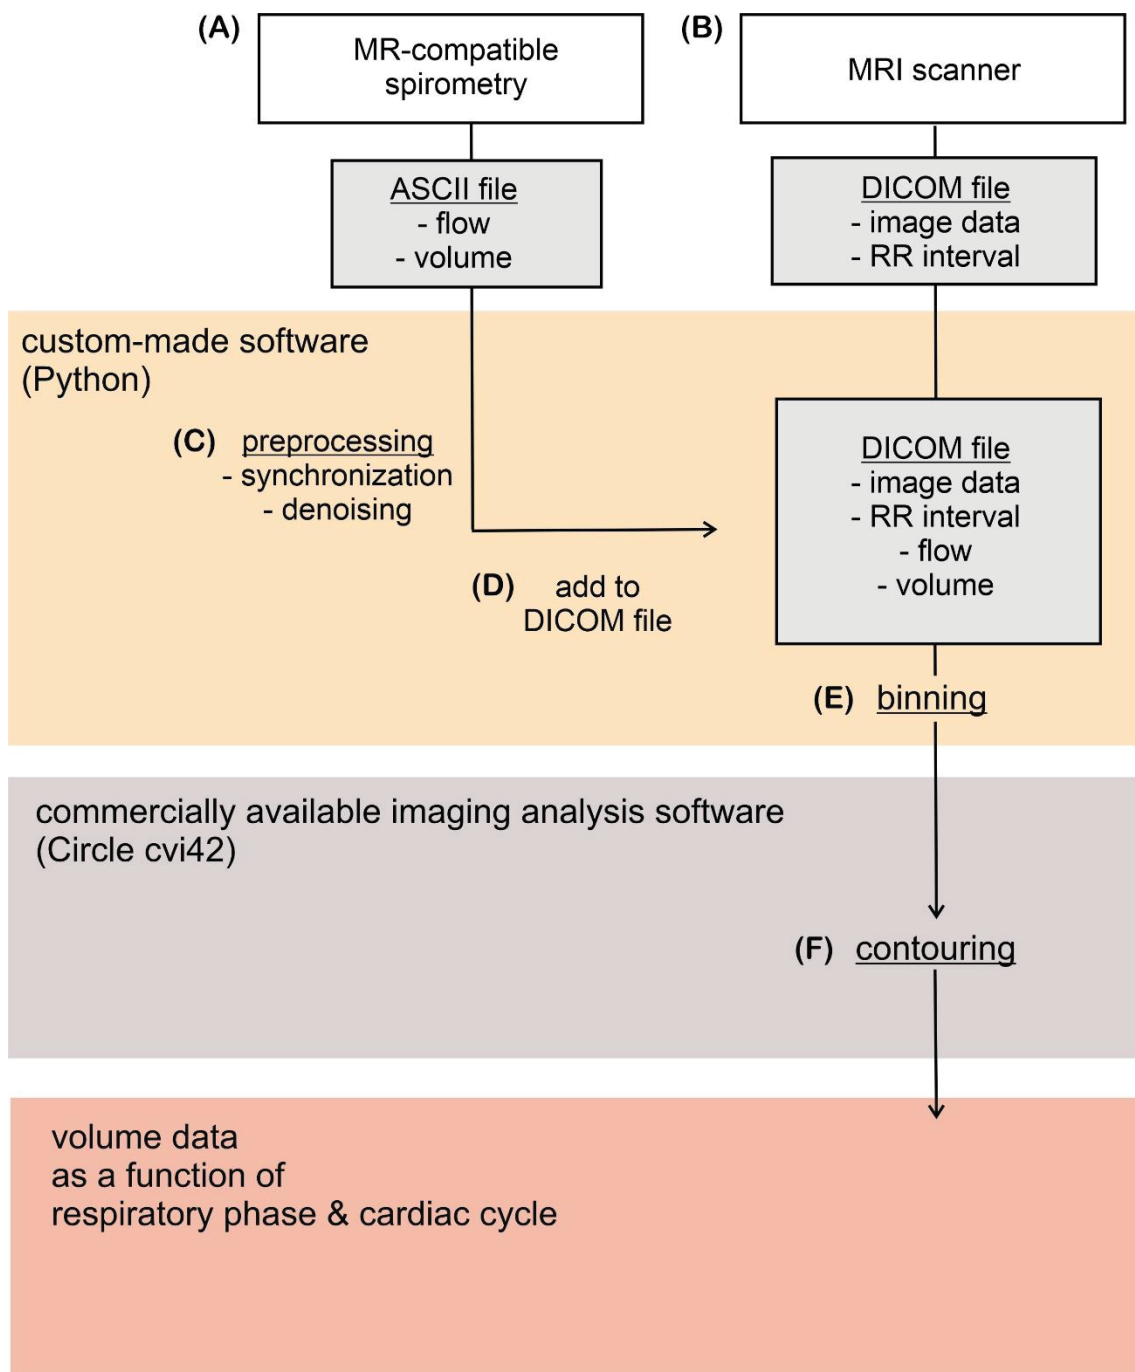 (A)
MR-compatible
spirometry
(B)
MRI scanner
ASCII file
- flow
- volume
DICOM file
- image data
- RR interval
custom-made software
(Python)
(C) preprocessing
- synchronization
- denoising
DICOM file
- image data
- RR interval
- flow
- volume
(D) add to
DICOM file
(E) binning
commercially available imaging analysis software
(Circle cvi42)
(F) contouring
volume data
as a function of
respiratory phase & cardiac cycle